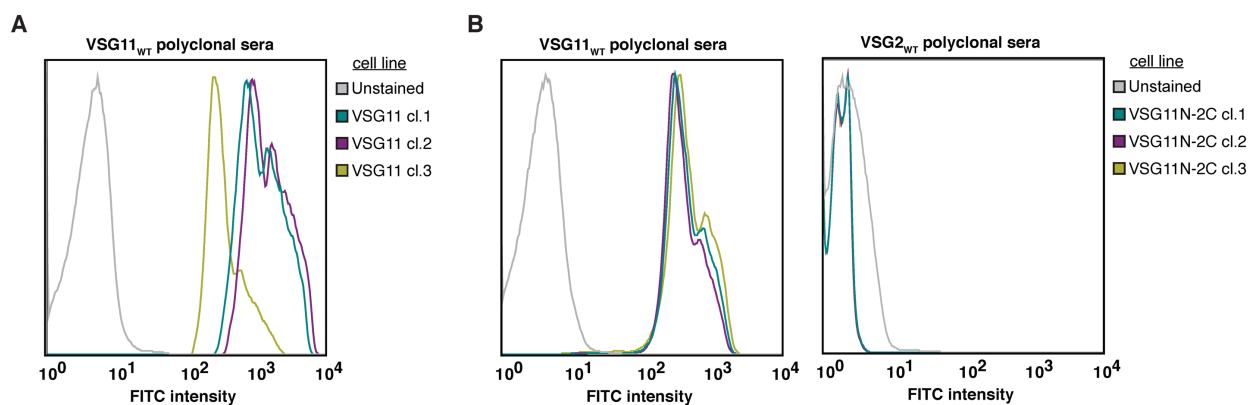 A
VSG11WT polyclonal sera
cell line
Unstained
VSG11 cl.1
VSG11 cl.2
VSG11 cl.3
10^0 10^1 10^2 10^3 10^4
FITC intensity
B
VSG11WT polyclonal sera
10^0 10^1 10^2 10^3 10^4
FITC intensity
VSG2WT polyclonal sera
cell line
Unstained
VSG11N-2C cl.1
VSG11N-2C cl.2
VSG11N-2C cl.3
10^0 10^1 10^2 10^3 10^4
FITC intensity